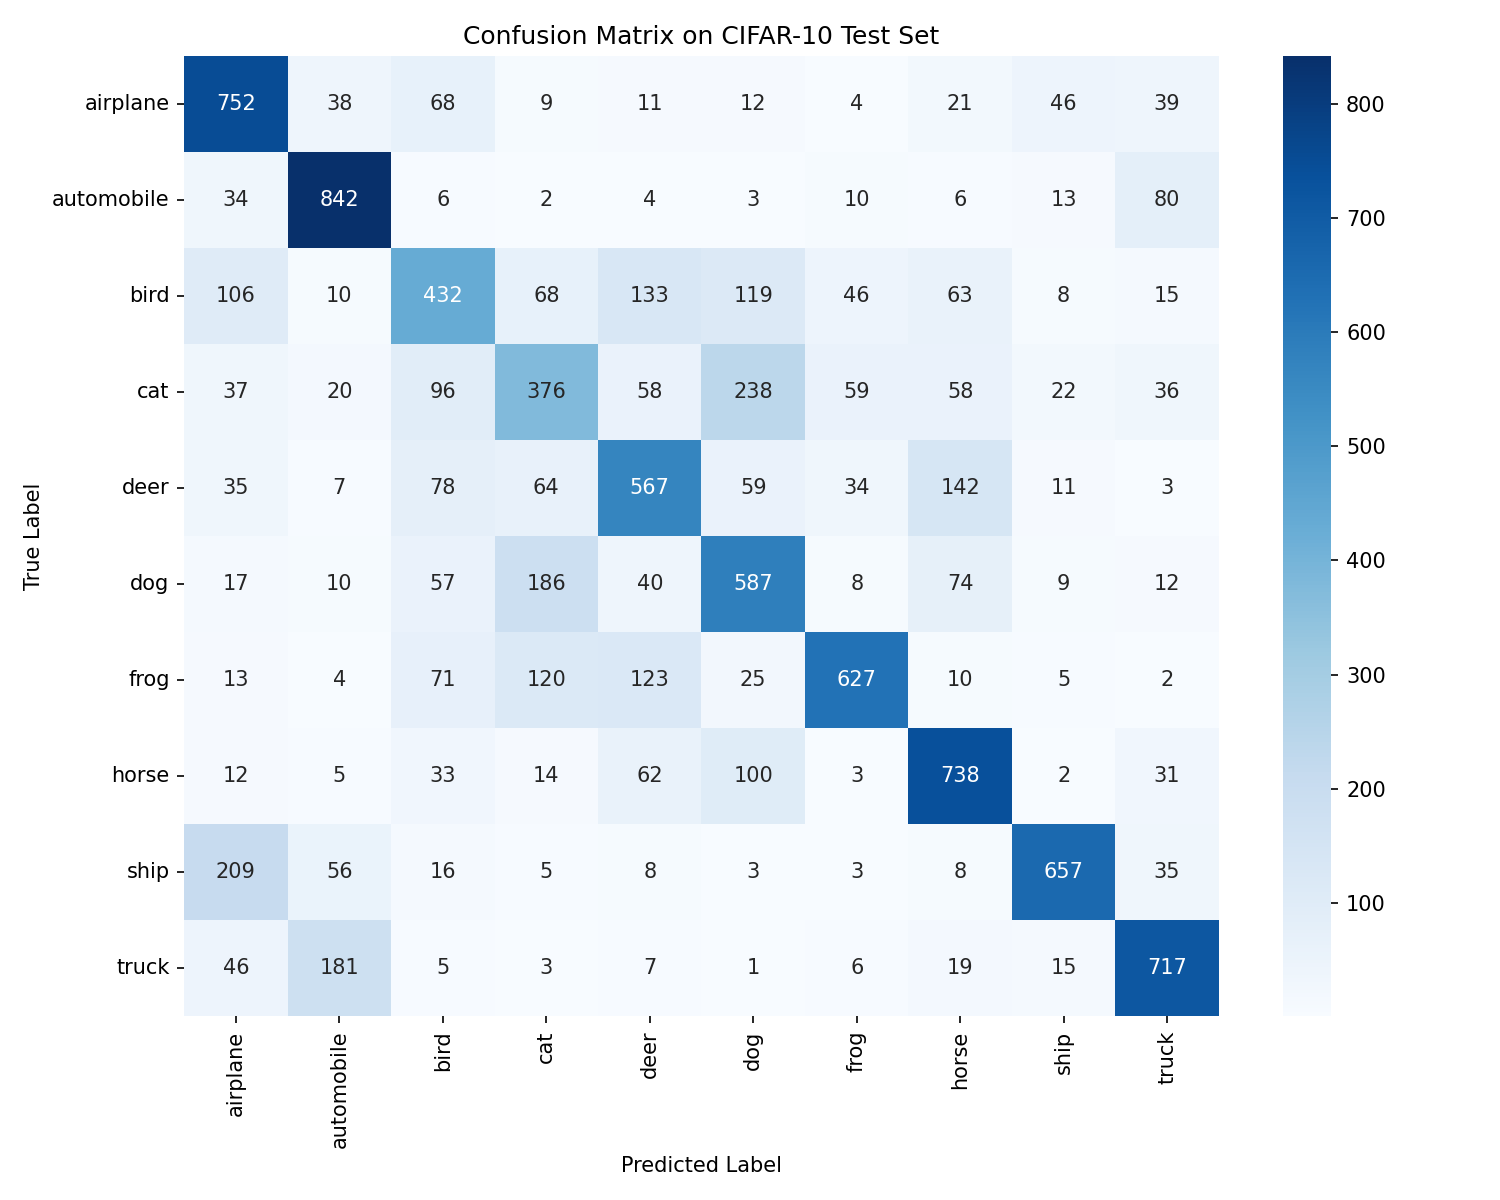 Confusion Matrix on CIFAR-10 Test Set
airplane 752 38 68 9 11 12 4 21 46 39
automobile 34 842 6 2 4 3 10 6 13 80
bird 106 10 432 68 133 119 46 63 8 15
cat 37 20 96 376 58 238 59 58 22 36
deer 35 7 78 64 567 59 34 142 11 3
dog 17 10 57 186 40 587 8 74 9 12
frog 13 4 71 120 123 25 627 10 5 2
horse 12 5 33 14 62 100 3 738 2 31
ship 209 56 16 5 8 3 3 8 657 35
truck 46 181 5 3 7 1 6 19 15 717
airplane automobile bird cat deer dog frog horse ship truck
Predicted Label
True Label
800
700
600
500
400
300
200
100